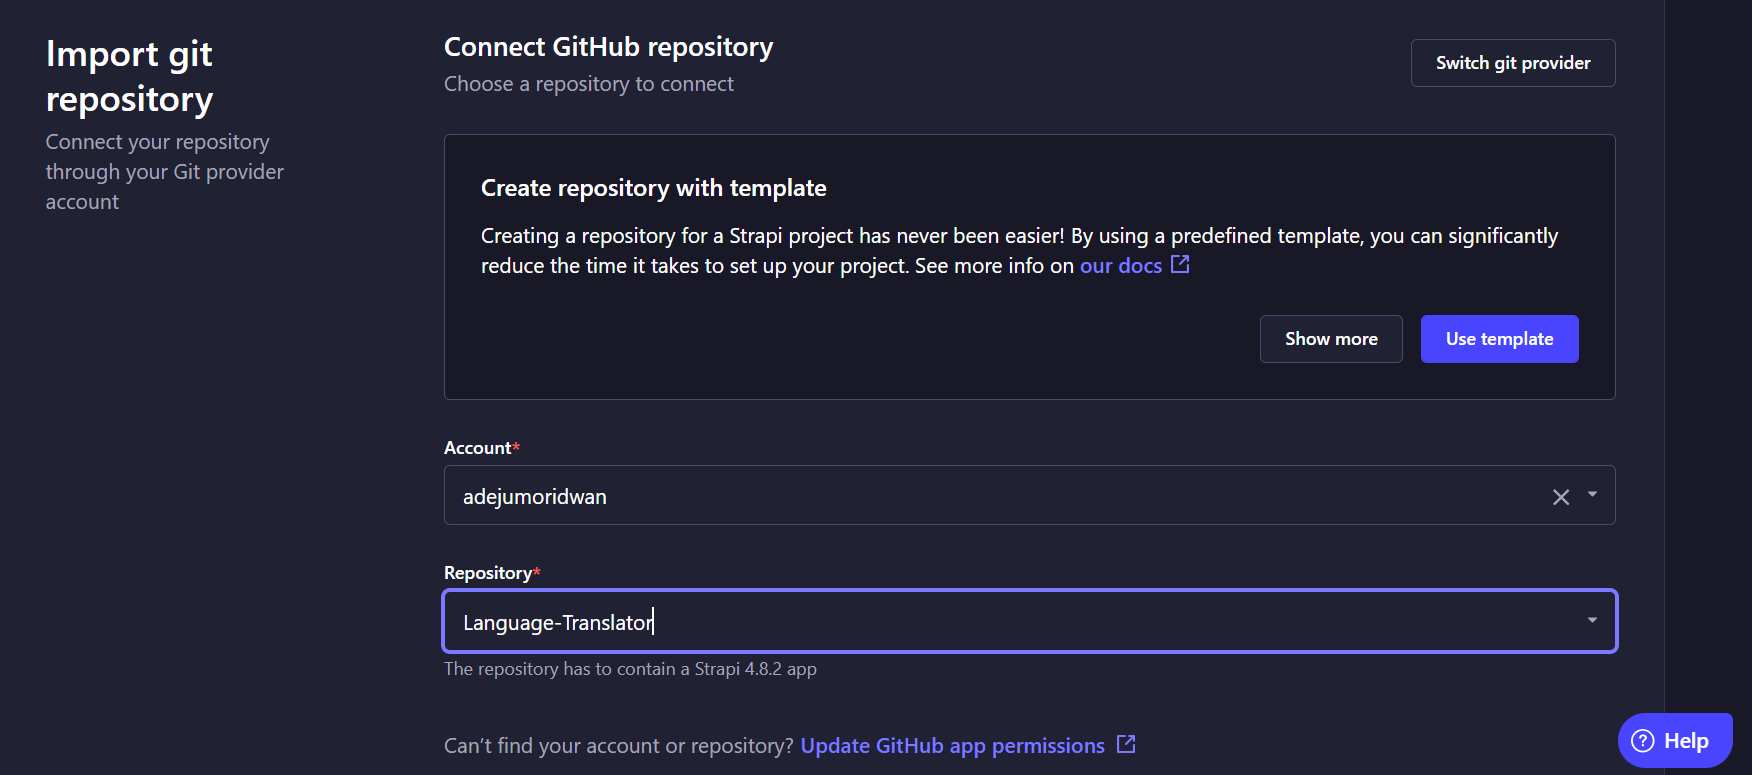 Import git
repository
Connect your repository
through your Git provider
account
Connect GitHub repository
Choose a repository to connect
Switch git provider
Create repository with template
Creating a repository for a Strapi project has never been easier! By using a predefined template, you can significantly
reduce the time it takes to set up your project. See more info on our docs
Show more
Use template
Account*
adejumoridwan
Repository*
Language-Translator
The repository has to contain a Strapi 4.8.2 app
Can’t find your account or repository? Update GitHub app permissions
Help